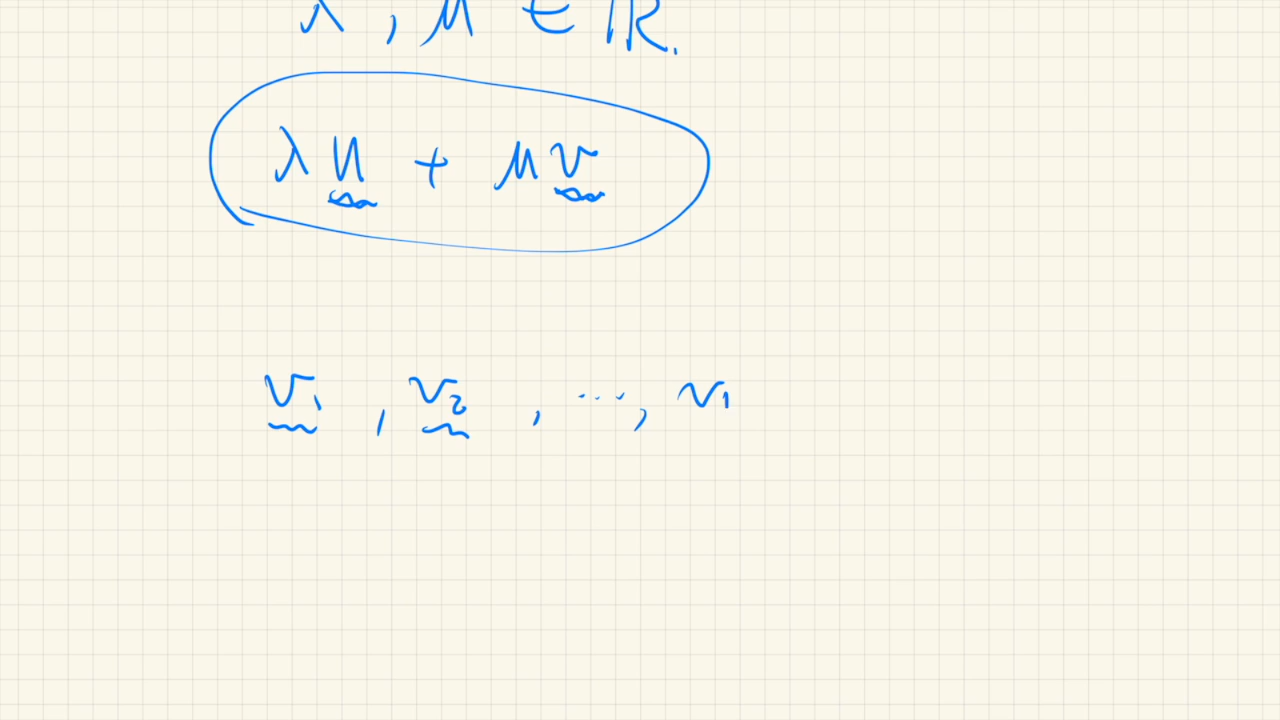 λ, μ ∈ ℝ.
λu + μv
v₁, v₂, ..., v₁